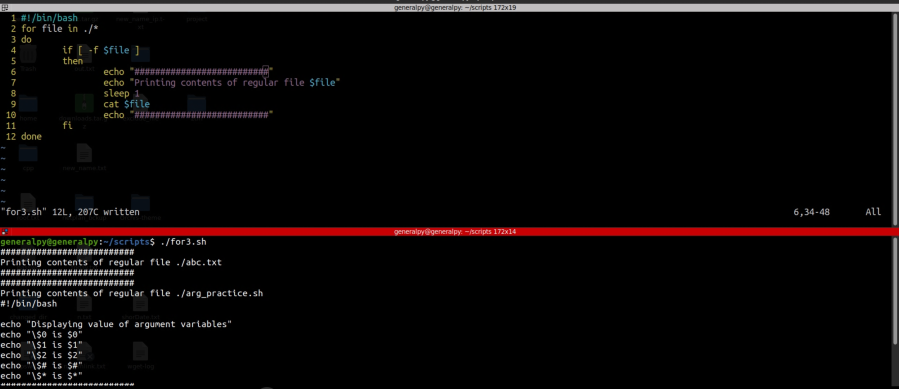 generalpy@generalpy: ~/scripts 172x19
1 #!/bin/bash
2 for file in ./*
3 do
4         if [ -f $file ]
5         then
6                 echo "##########################"
7                 echo "Printing contents of regular file $file"
8                 sleep 1
9                 cat $file
10                 echo "##########################"
11         fi
12 done
~
~
~
~
~
~
"for3.sh" 12L, 207C written 6,34-48 All
generalpy@generalpy: ~/scripts 172x14
generalpy@generalpy:~/scripts$ ./for3.sh
##########################
Printing contents of regular file ./abc.txt
##########################
##########################
Printing contents of regular file ./arg_practice.sh
#!/bin/bash
echo "Displaying value of argument variables"
echo "\$0 is $0"
echo "\$1 is $1"
echo "\$2 is $2"
echo "\$# is $#"
echo "\$* is $*"
##########################